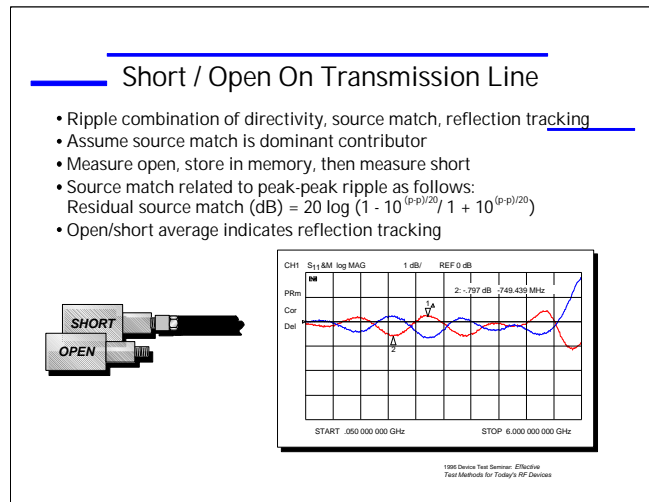 Short / Open On Transmission Line
• Ripple combination of directivity, source match, reflection tracking
• Assume source match is dominant contributor
• Measure open, store in memory, then measure short
• Source match related to peak-peak ripple as follows:
Residual source match (dB) = 20 log (1 - 10^(p-p)/20 / 1 + 10^(p-p)/20)
• Open/short average indicates reflection tracking
SHORT
OPEN
CH1 S11&M log MAG 1 dB/ REF 0 dB
PRm
2: -.797 dB -749.439 MHz
Cor
Del
1
2
START .050 000 000 GHz STOP 6.000 000 000 GHz
1996 Device Test Seminar: Effective
Test Methods for Today's RF Devices